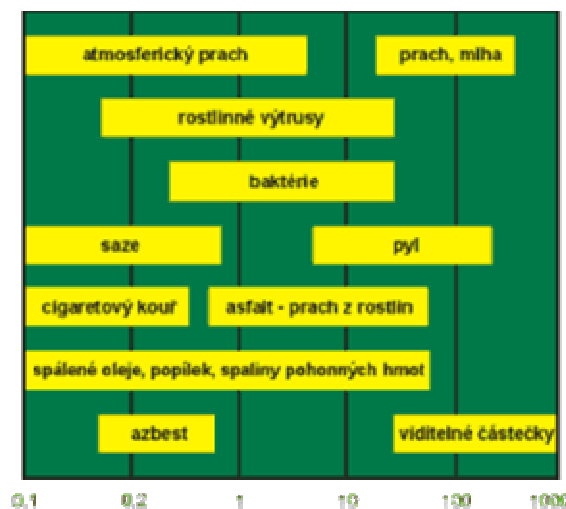 atmosferický prach
prach, mlha
rostlinné výtrusy
baktérie
saze
pyl
cigaretový kouř
asfalt - prach z rostlin
spálené oleje, popílek, spaliny pohonných hmot
azbest
viditelné částečky
0,1 0,2 1 10 100 1000